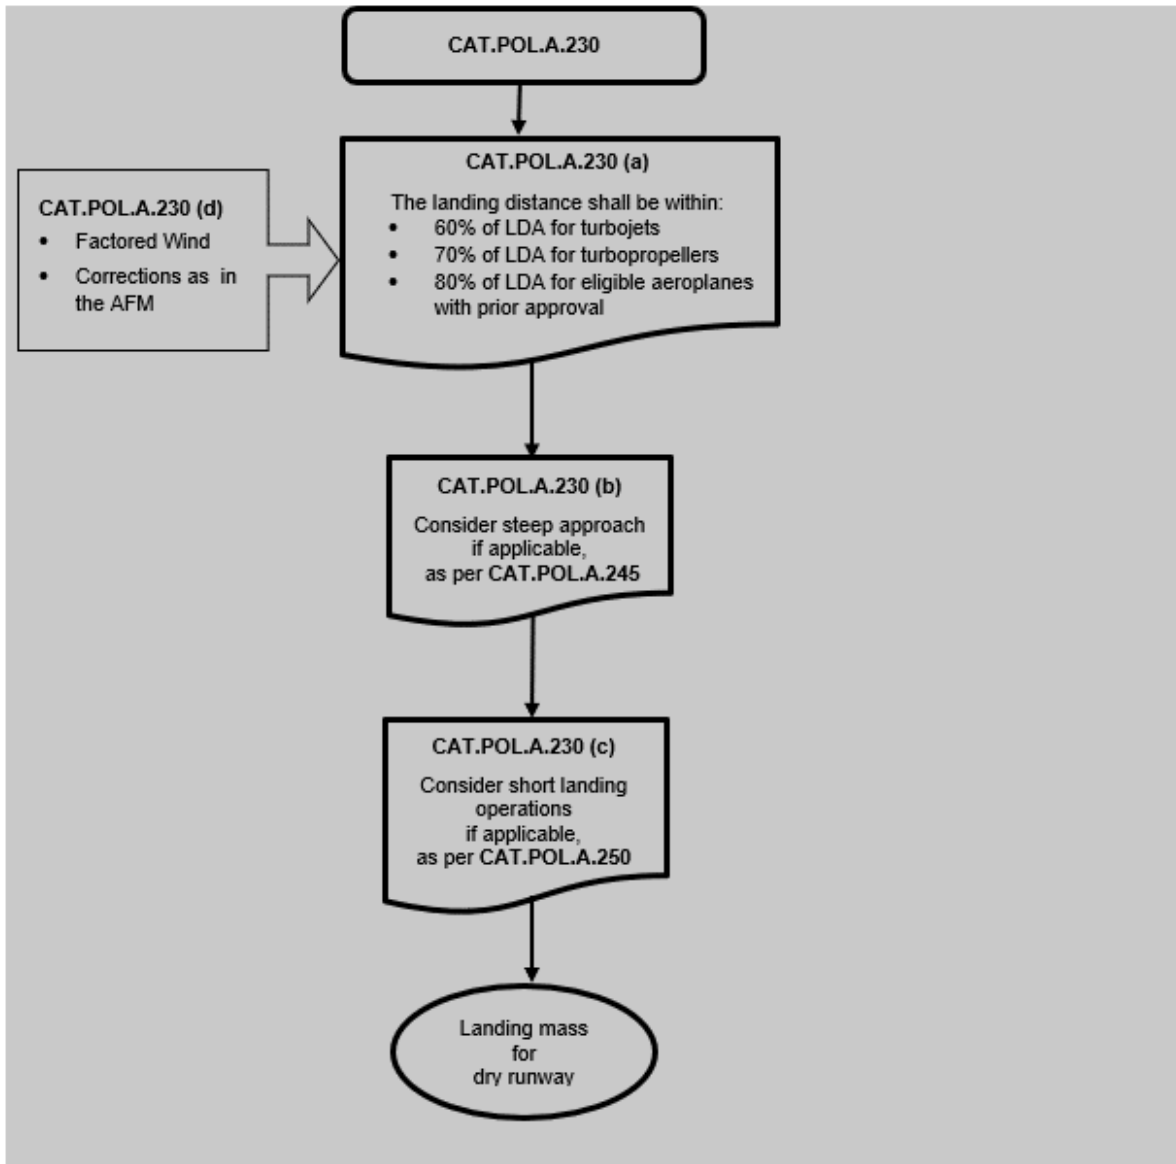 CAT.POL.A.230
CAT.POL.A.230 (a)
The landing distance shall be within:
• 60% of LDA for turbojets
• 70% of LDA for turbopropellers
• 80% of LDA for eligible aeroplanes
with prior approval
CAT.POL.A.230 (d)
• Factored Wind
• Corrections as in
the AFM
CAT.POL.A.230 (b)
Consider steep approach
if applicable,
as per CAT.POL.A.245
CAT.POL.A.230 (c)
Consider short landing
operations
if applicable,
as per CAT.POL.A.250
Landing mass
for
dry runway